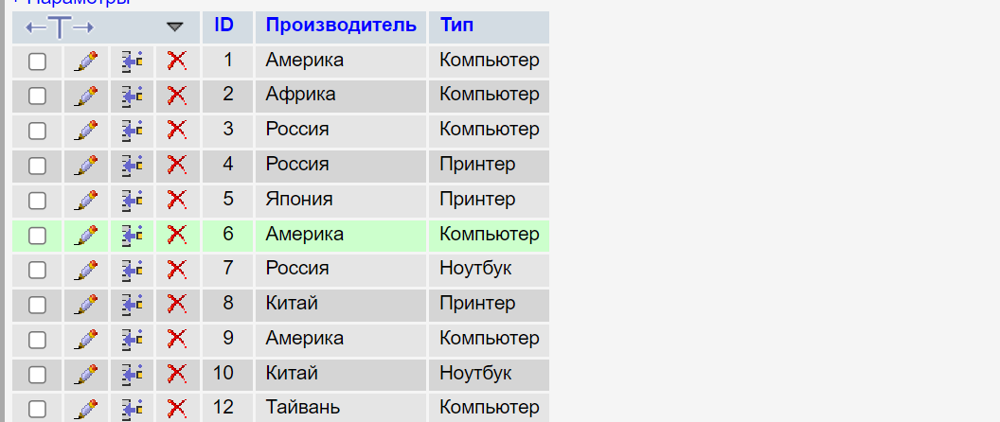 + Параметры
ID Производитель Тип
1 Америка Компьютер
2 Африка Компьютер
3 Россия Компьютер
4 Россия Принтер
5 Япония Принтер
6 Америка Компьютер
7 Россия Ноутбук
8 Китай Принтер
9 Америка Компьютер
10 Китай Ноутбук
12 Тайвань Компьютер